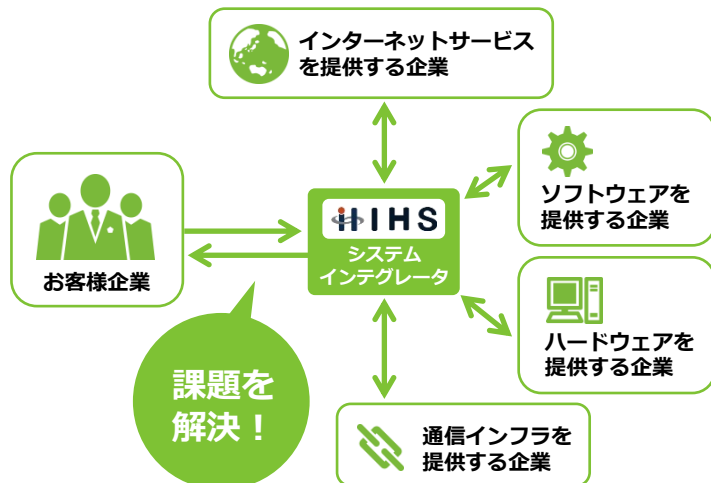 インターネットサービス
を提供する企業
ソフトウェアを
提供する企業
お客様企業
IHS
システム
インテグレータ
ハードウェアを
提供する企業
課題を
解決！
通信インフラを
提供する企業